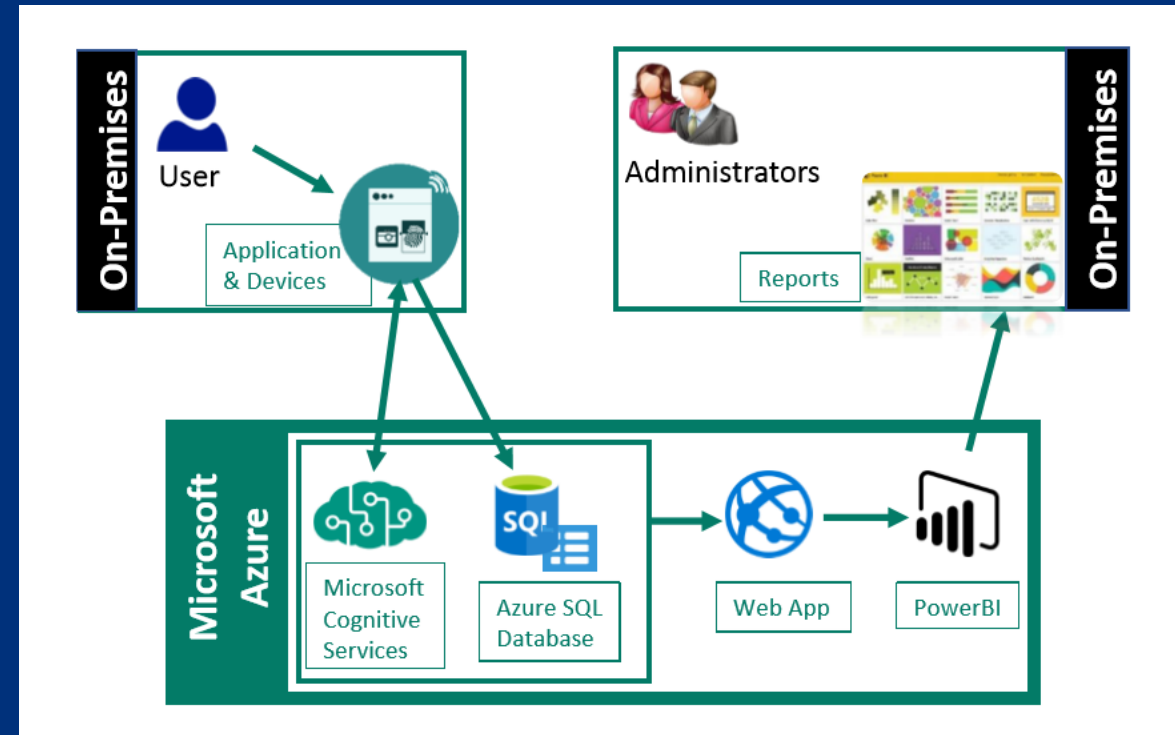 On-Premises
User
Application
& Devices
Administrators
Reports
On-Premises
Microsoft
Azure
SQL
Microsoft
Cognitive
Services
Azure SQL
Database
Web App
PowerBI